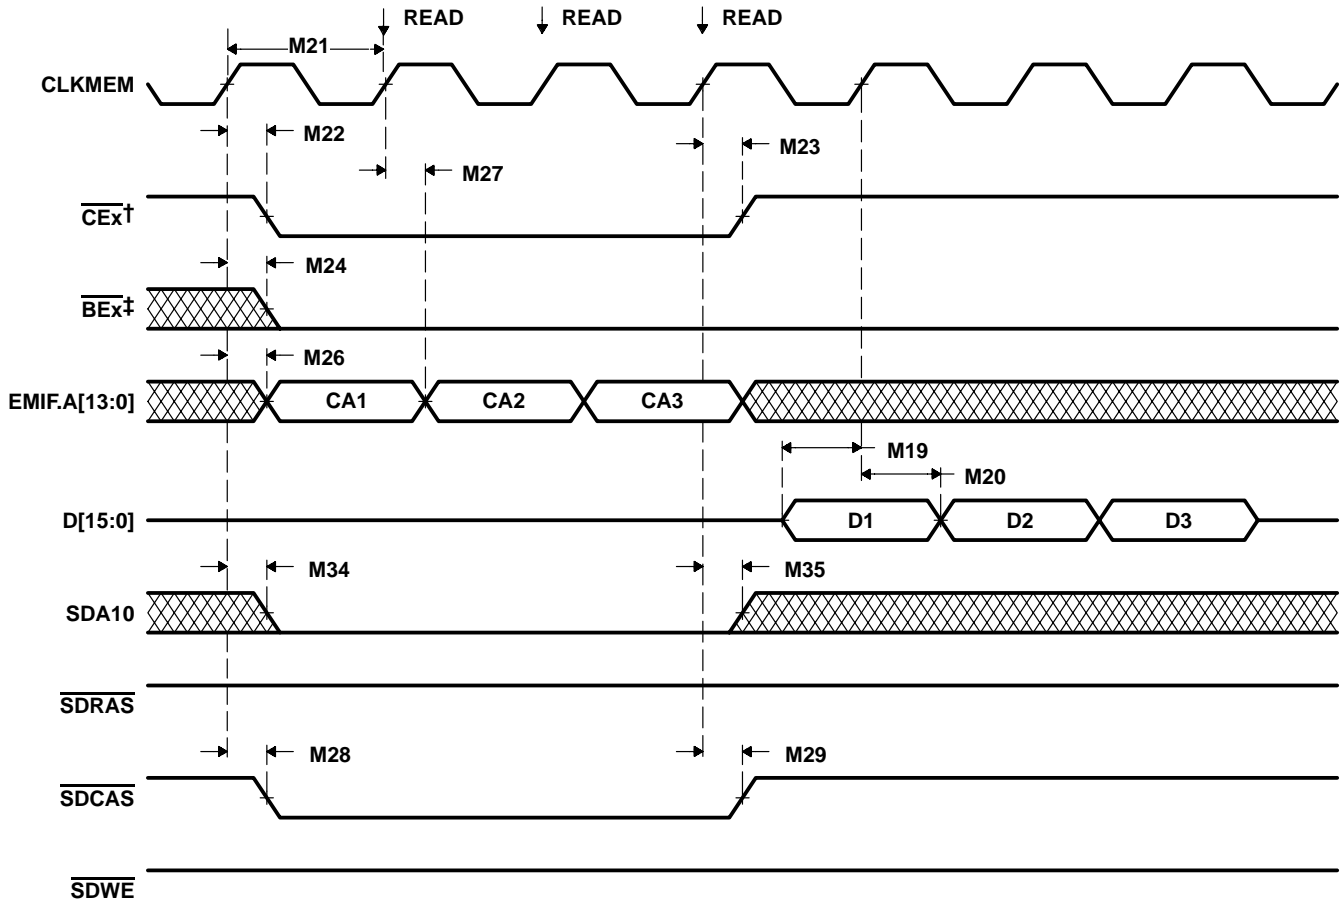 READ READ READ
M21
CLKMEM
M22
M23
M27
CEx†
M24
BEx‡
M26
EMIF.A[13:0] CA1 CA2 CA3
M19
M20
D[15:0] D1 D2 D3
M34 M35
SDA10
SDRAS
M28 M29
SDCAS
SDWE